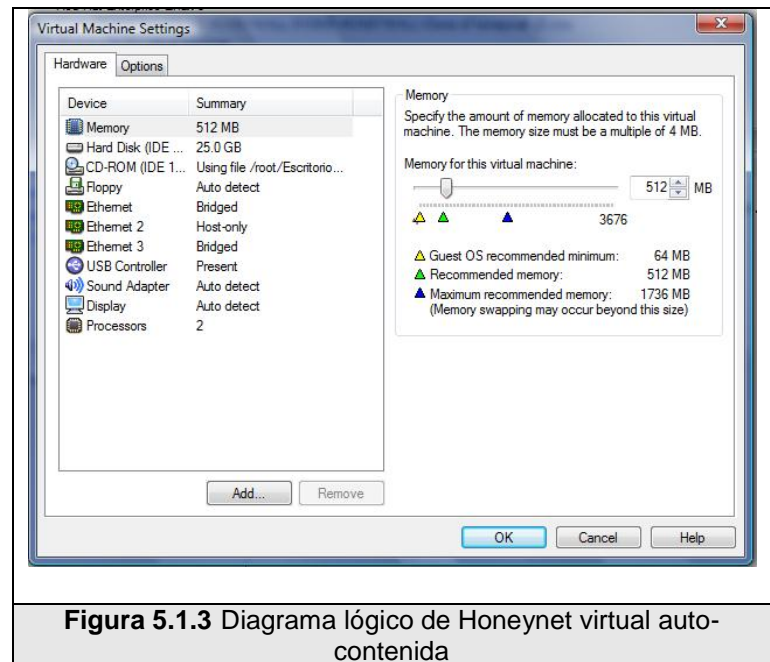 Virtual Machine Settings
Hardware Options
Device Summary
Memory 512 MB
Hard Disk (IDE ... 25.0 GB
CD-ROM (IDE 1... Using file /root/Escritorio...
Floppy Auto detect
Ethernet Bridged
Ethernet 2 Host-only
Ethernet 3 Bridged
USB Controller Present
Sound Adapter Auto detect
Display Auto detect
Processors 2
Add... Remove
Memory
Specify the amount of memory allocated to this virtual
machine. The memory size must be a multiple of 4 MB.
Memory for this virtual machine:
512 MB
3676
Guest OS recommended minimum: 64 MB
Recommended memory: 512 MB
Maximum recommended memory: 1736 MB
(Memory swapping may occur beyond this size)
OK Cancel Help
Figura 5.1.3 Diagrama lógico de Honeynet virtual auto-
contenida